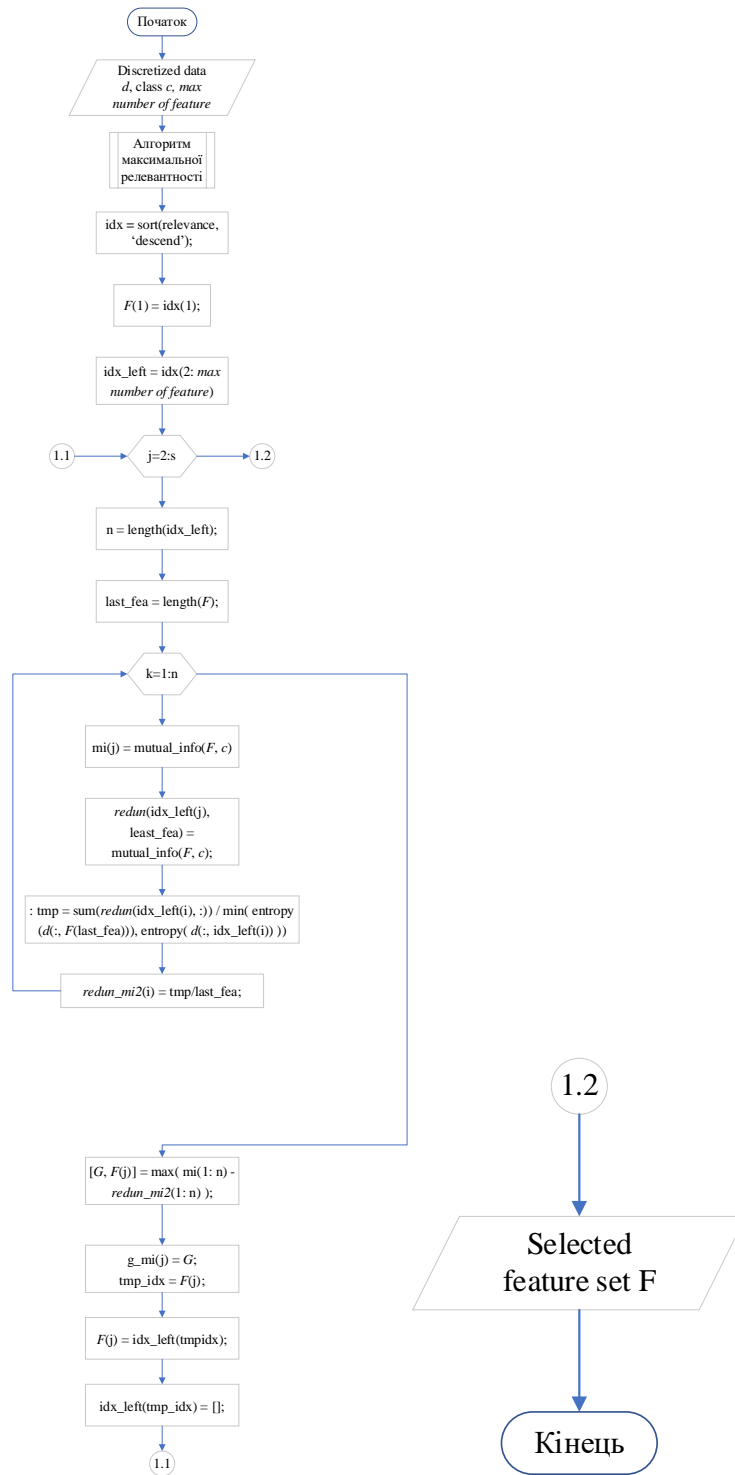 Початок
Discretized data
d, class c, max
number of feature
Алгоритм
максимальної
релевантності
idx = sort(relevance,
‘descend’);
F(1) = idx(1);
idx_left = idx(2: max
number of feature)
1.1
j=2:s
1.2
n = length(idx_left);
last_fea = length(F);
k=1:n
mi(j) = mutual_info(F, c)
redun(idx_left(j),
least_fea) =
mutual_info(F, c);
: tmp = sum(redun(idx_left(i), :)) / min( entropy
(d(:, F(last_fea))), entropy( d(:, idx_left(i)) ))
redun_mi2(i) = tmp/last_fea;
[G, F(j)] = max( mi(1: n) -
redun_mi2(1: n) );
g_mi(j) = G;
tmp_idx = F(j);
F(j) = idx_left(tmpidx);
idx_left(tmp_idx) = [];
1.1
1.2
Selected
feature set F
Кінець